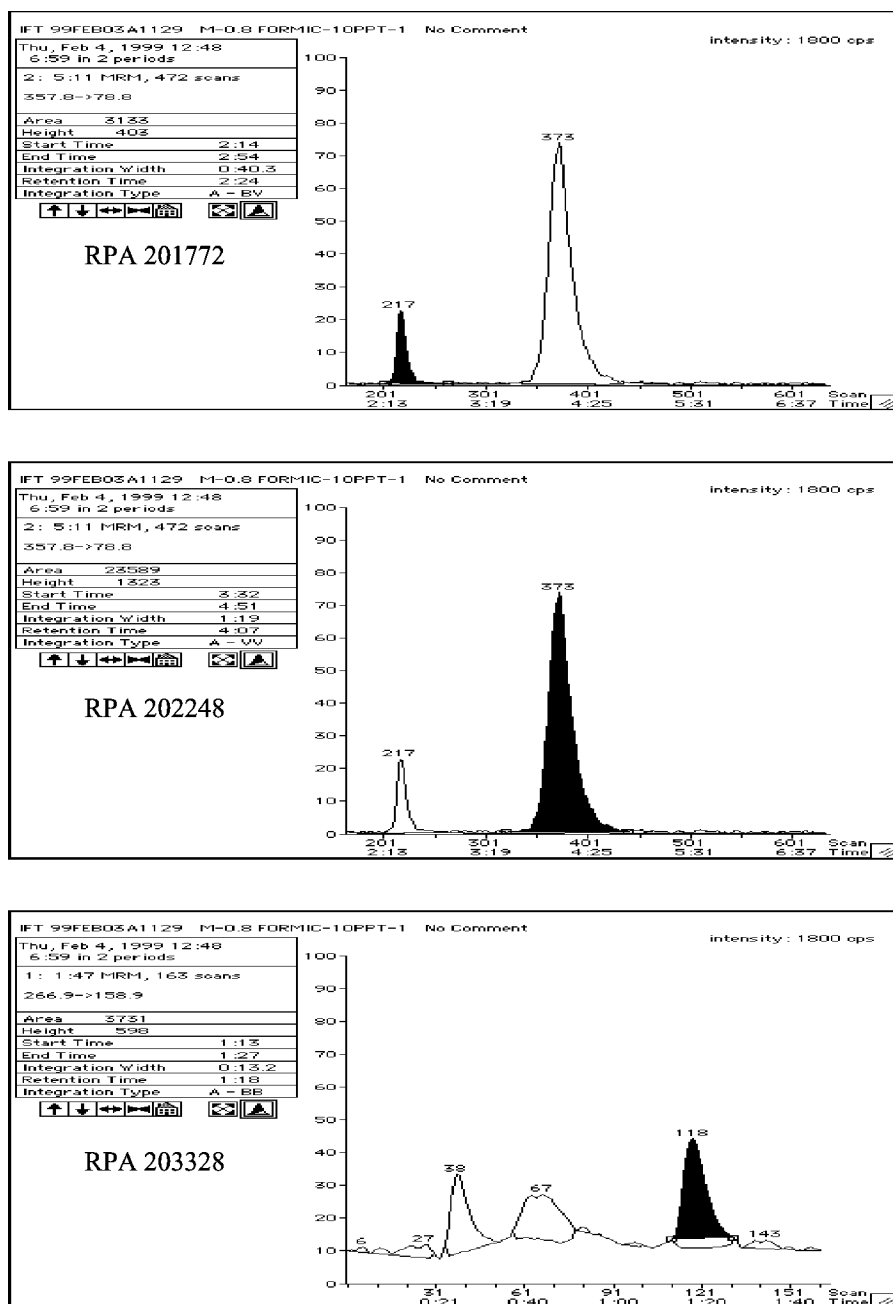 IFT 99FEB03A1129 M-0.8 FORMIC-10PPT-1 No Comment
intensity: 1800 cps
Thu, Feb 4, 1999 12:48
6:59 in 2 periods
2: 5:11 MRM, 472 scans
357.8->78.8
Area 3133
Height 403
Start Time 2:14
End Time 2:54
Integration Width 0:40.3
Retention Time 2:24
Integration Type A - BV
RPA 201772
100
90
80
70
60
50
40
30
20
10
0
217
373
201 301 401 501 601 Scan
2:13 3:19 4:25 5:31 6:37 Time
IFT 99FEB03A1129 M-0.8 FORMIC-10PPT-1 No Comment
intensity: 1800 cps
Thu, Feb 4, 1999 12:48
6:59 in 2 periods
2: 5:11 MRM, 472 scans
357.8->78.8
Area 23589
Height 1323
Start Time 3:32
End Time 4:51
Integration Width 1:19
Retention Time 4:07
Integration Type A - VV
RPA 202248
100
90
80
70
60
50
40
30
20
10
0
217
373
201 301 401 501 601 Scan
2:13 3:19 4:25 5:31 6:37 Time
IFT 99FEB03A1129 M-0.8 FORMIC-10PPT-1 No Comment
intensity: 1800 cps
Thu, Feb 4, 1999 12:48
6:59 in 2 periods
1: 1:47 MRM, 163 scans
266.9->158.9
Area 3731
Height 598
Start Time 1:13
End Time 1:27
Integration Width 0:13.2
Retention Time 1:18
Integration Type A - BB
RPA 203328
100
90
80
70
60
50
40
30
20
10
0
6
27
38
67
118
143
31 61 91 121 151 Scan
0:21 0:40 1:00 1:20 1:40 Time